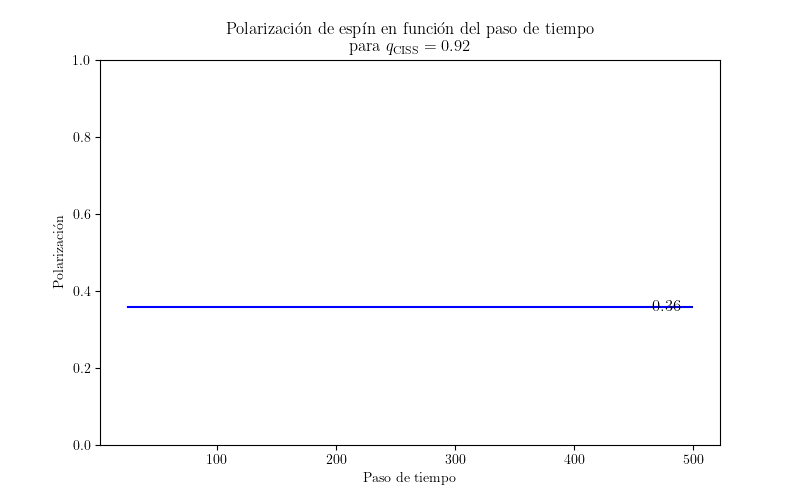 Polarización de espín en función del paso de tiempo
para qCISS = 0.92
1.0
0.8
0.6
0.4
0.2
0.0
Polarización
0.36
100 200 300 400 500
Paso de tiempo